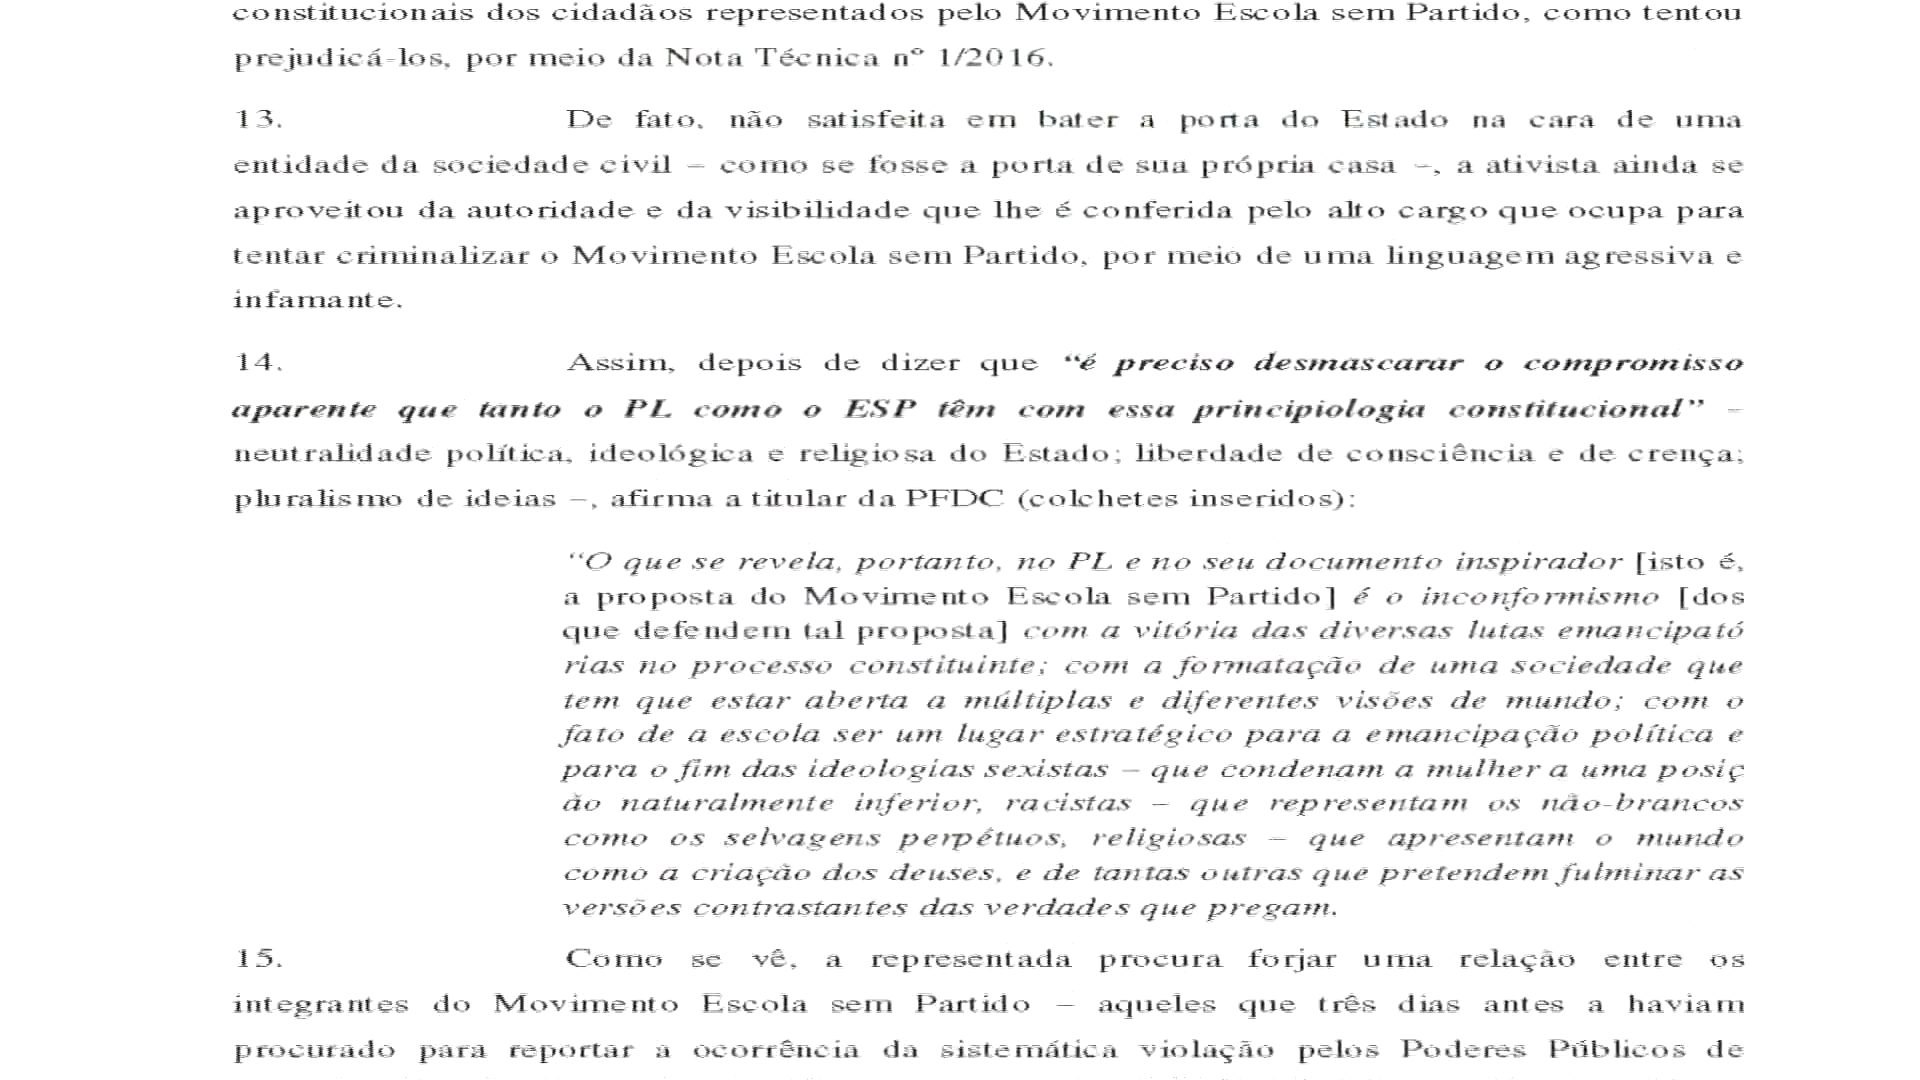 constitucionais dos cidadãos representados pelo Movimento Escola sem Partido, como tentou
prejudicá-los, por meio da Nota Técnica nº 1/2016.
13. De fato, não satisfeita em bater a porta do Estado na cara de uma
entidade da sociedade civil – como se fosse a porta de sua própria casa –, a ativista ainda se
aproveitou da autoridade e da visibilidade que lhe é conferida pelo alto cargo que ocupa para
tentar criminalizar o Movimento Escola sem Partido, por meio de uma linguagem agressiva e
infamante.
14. Assim, depois de dizer que “é preciso desmascarar o compromisso
aparente que tanto o PL como o ESP têm com essa principiologia constitucional” –
neutralidade política, ideológica e religiosa do Estado; liberdade de consciência e de crença;
pluralismo de ideias –, afirma a titular da PFDC (colchetes inseridos):
“O que se revela, portanto, no PL e no seu documento inspirador [isto é,
a proposta do Movimento Escola sem Partido] é o inconformismo [dos
que defendem tal proposta] com a vitória das diversas lutas emancipató
rias no processo constituinte; com a formatação de uma sociedade que
tem que estar aberta a múltiplas e diferentes visões de mundo; com o
fato de a escola ser um lugar estratégico para a emancipação política e
para o fim das ideologias sexistas – que condenam a mulher a uma posiç
ão naturalmente inferior, racistas – que representam os não-brancos
como os selvagens perpétuos, religiosas – que apresentam o mundo
como a criação dos deuses, e de tantas outras que pretendem fulminar as
versões contrastantes das verdades que pregam.
15. Como se vê, a representada procura forjar uma relação entre os
integrantes do Movimento Escola sem Partido – aqueles que três dias antes a haviam
procurado para reportar a ocorrência da sistemática violação pelos Poderes Públicos de